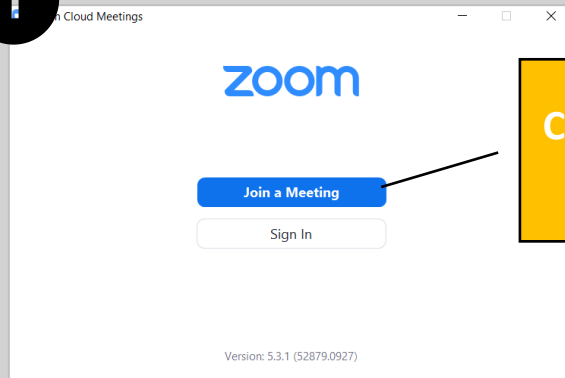 Cloud Meetings
zoom
Join a Meeting
Sign In
Version: 5.3.1 (52879.0927)